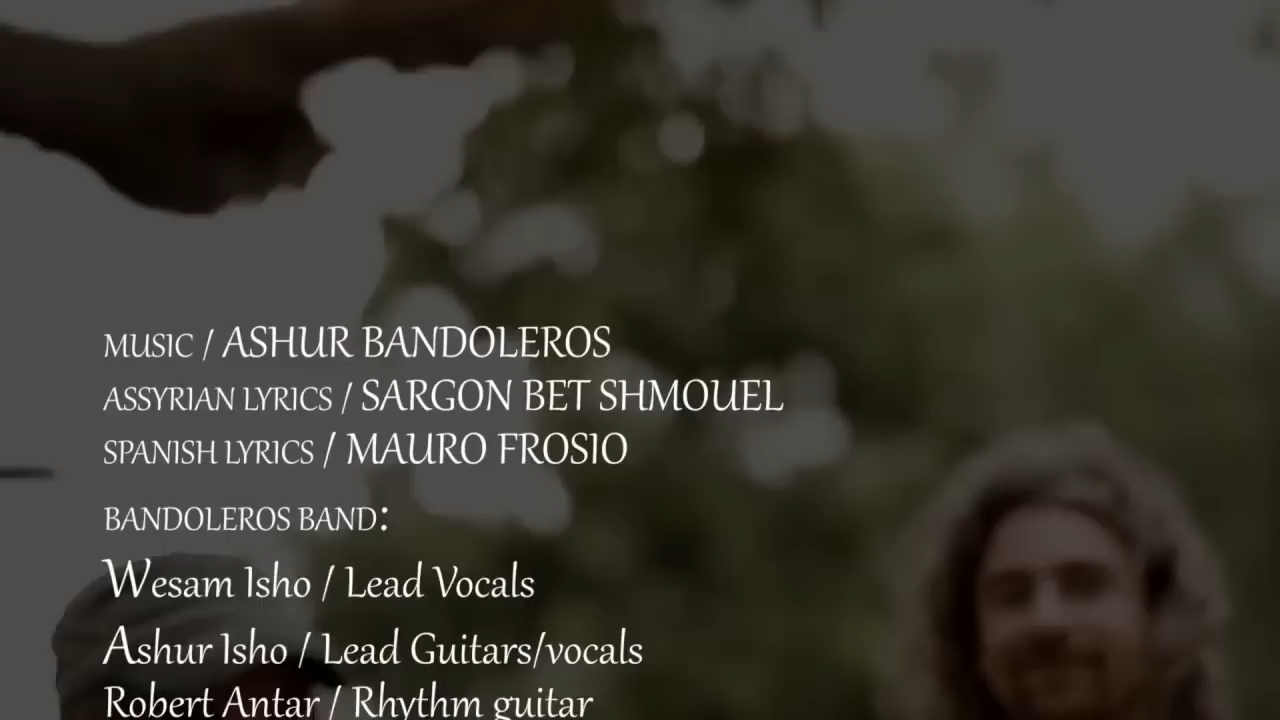 MUSIC / ASHUR BANDOLEROS
ASSYRIAN LYRICS / SARGON BET SHMOUEL
SPANISH LYRICS / MAURO FROSIO
BANDOLEROS BAND:
Wesam Isho / Lead Vocals
Ashur Isho / Lead Guitars/vocals
Robert Antar / Rhythm guitar